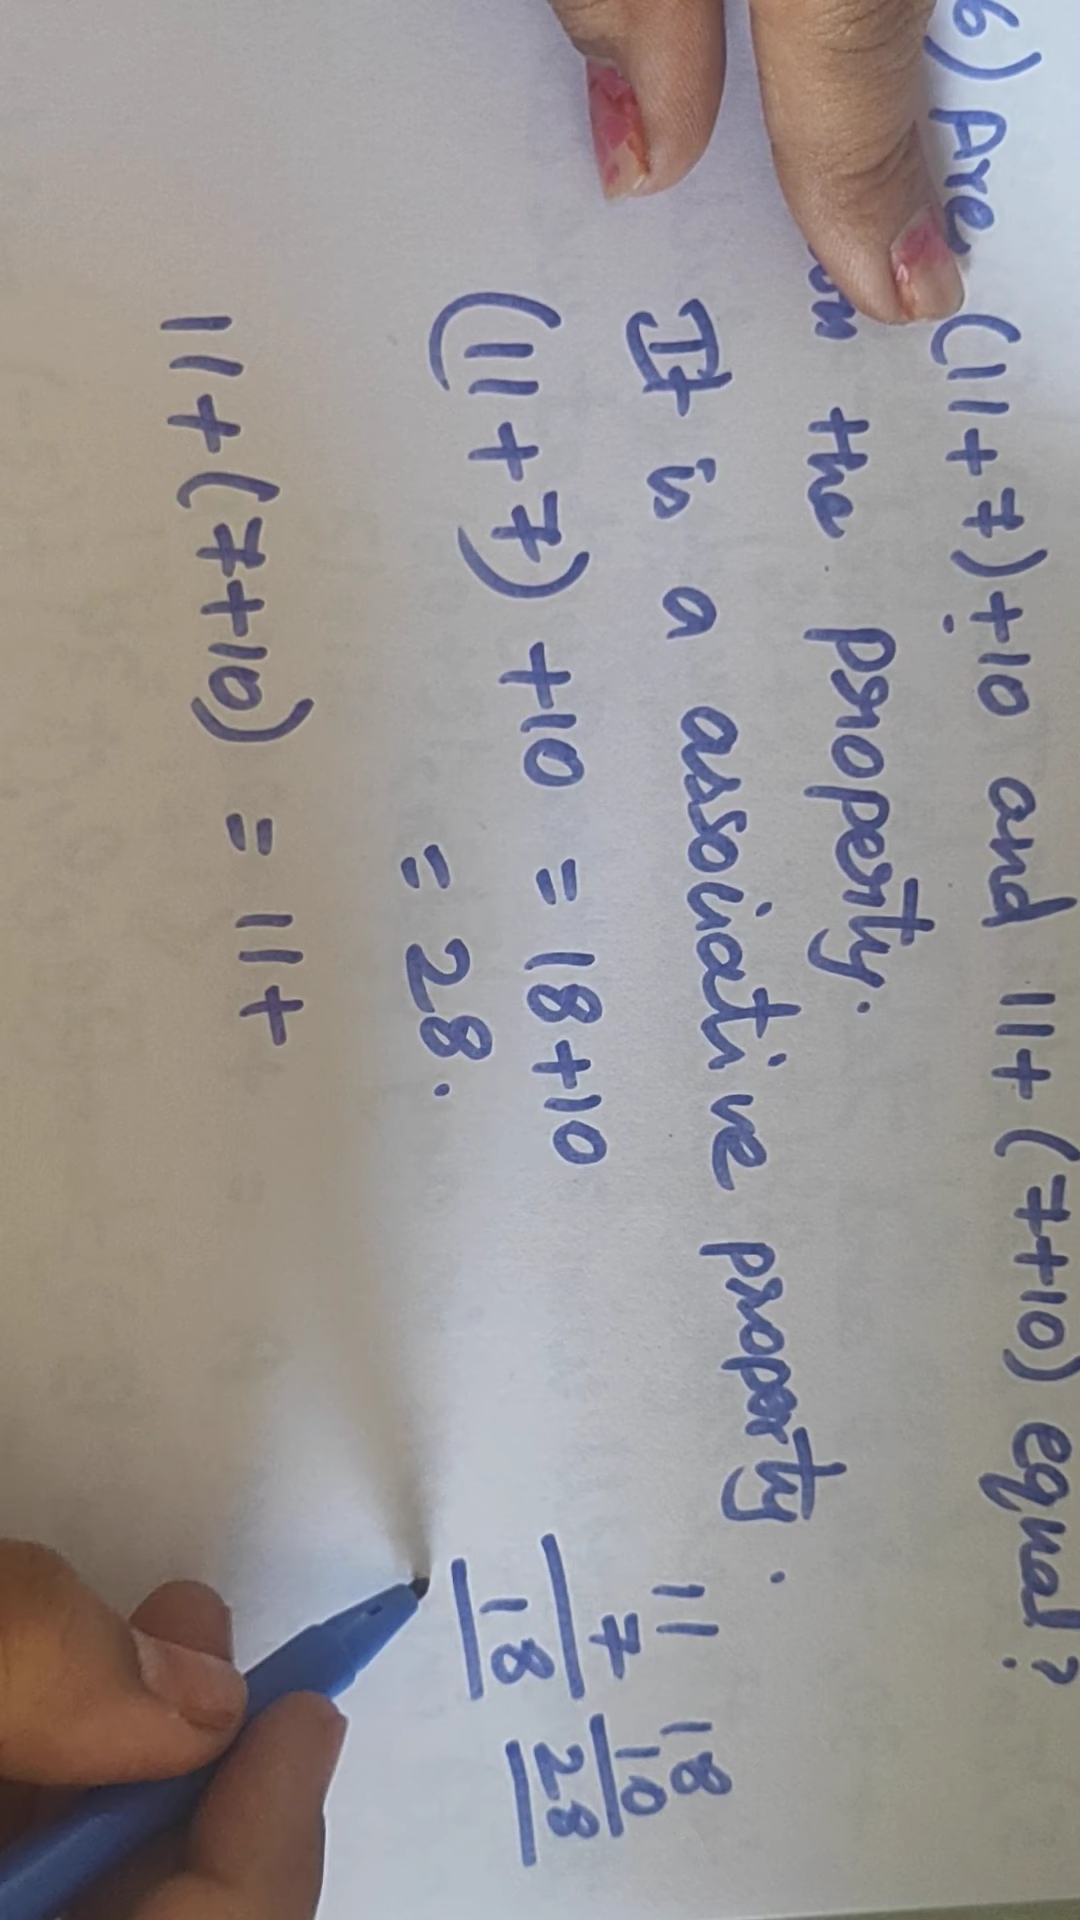 6) Are (11+7)+10 and 11+(7+10) equal?
the property.
It is a associative property.
(11+7)+10 = 18+10
= 28.
11+(7+10) = 11+
11
7
18
18
10
28